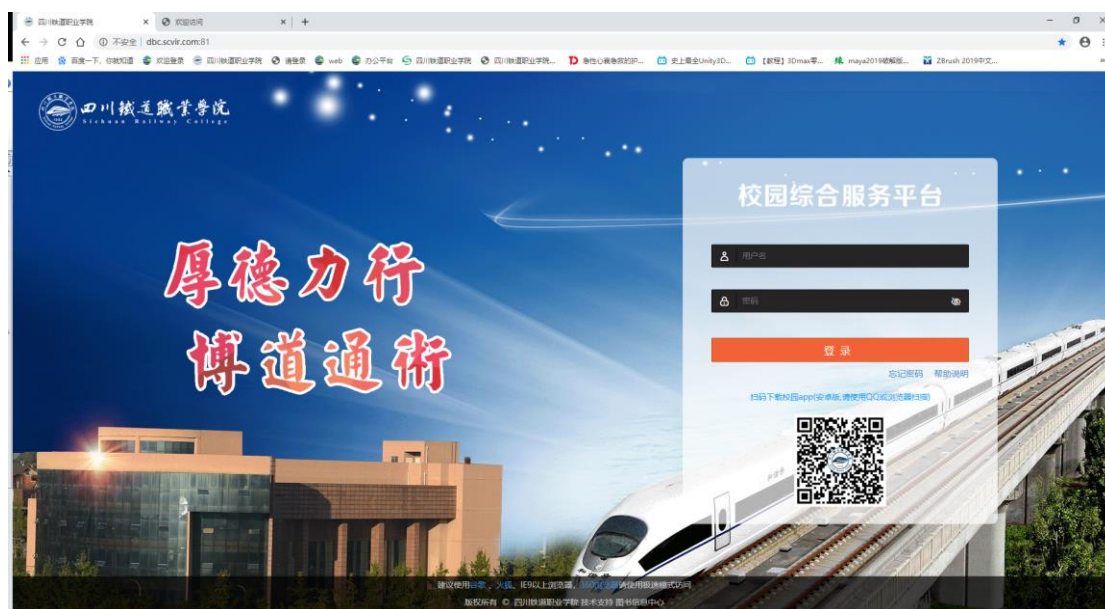 四川铁道职业学院
欢迎访问
不安全 | dbc.scvir.com:81
应用 百度一下，你就知道 欢迎登录 四川铁道职业学院 请登录 web 办公平台 四川铁道职业学院 四川铁道职业学院... 史上最全Unity3D... 【教程】3Dmax零... maya2019破解版... ZBrush 2019中文...
四川鐵道職業學院
Sichuan Railway College
校园综合服务平台
厚德力行
博道通術
用户名
密码
登录
忘记密码 帮助说明
扫码下载校园app(安卓版,请使用QQ或浏览器扫描)
和谐号
建议使用谷歌、火狐、IE9以上浏览器，360浏览器请使用极速模式访问
版权所有 © 四川铁道职业学院 技术支持 图书信息中心